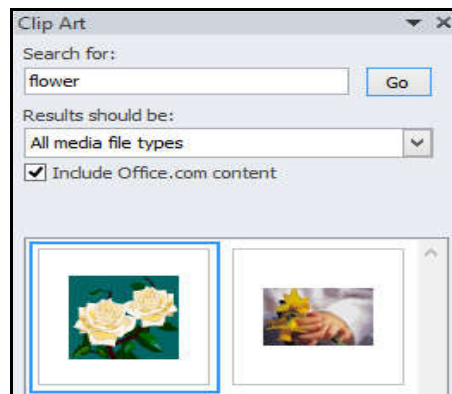 Clip Art
Search for:
flower
Go
Results should be:
All media file types
Include Office.com content